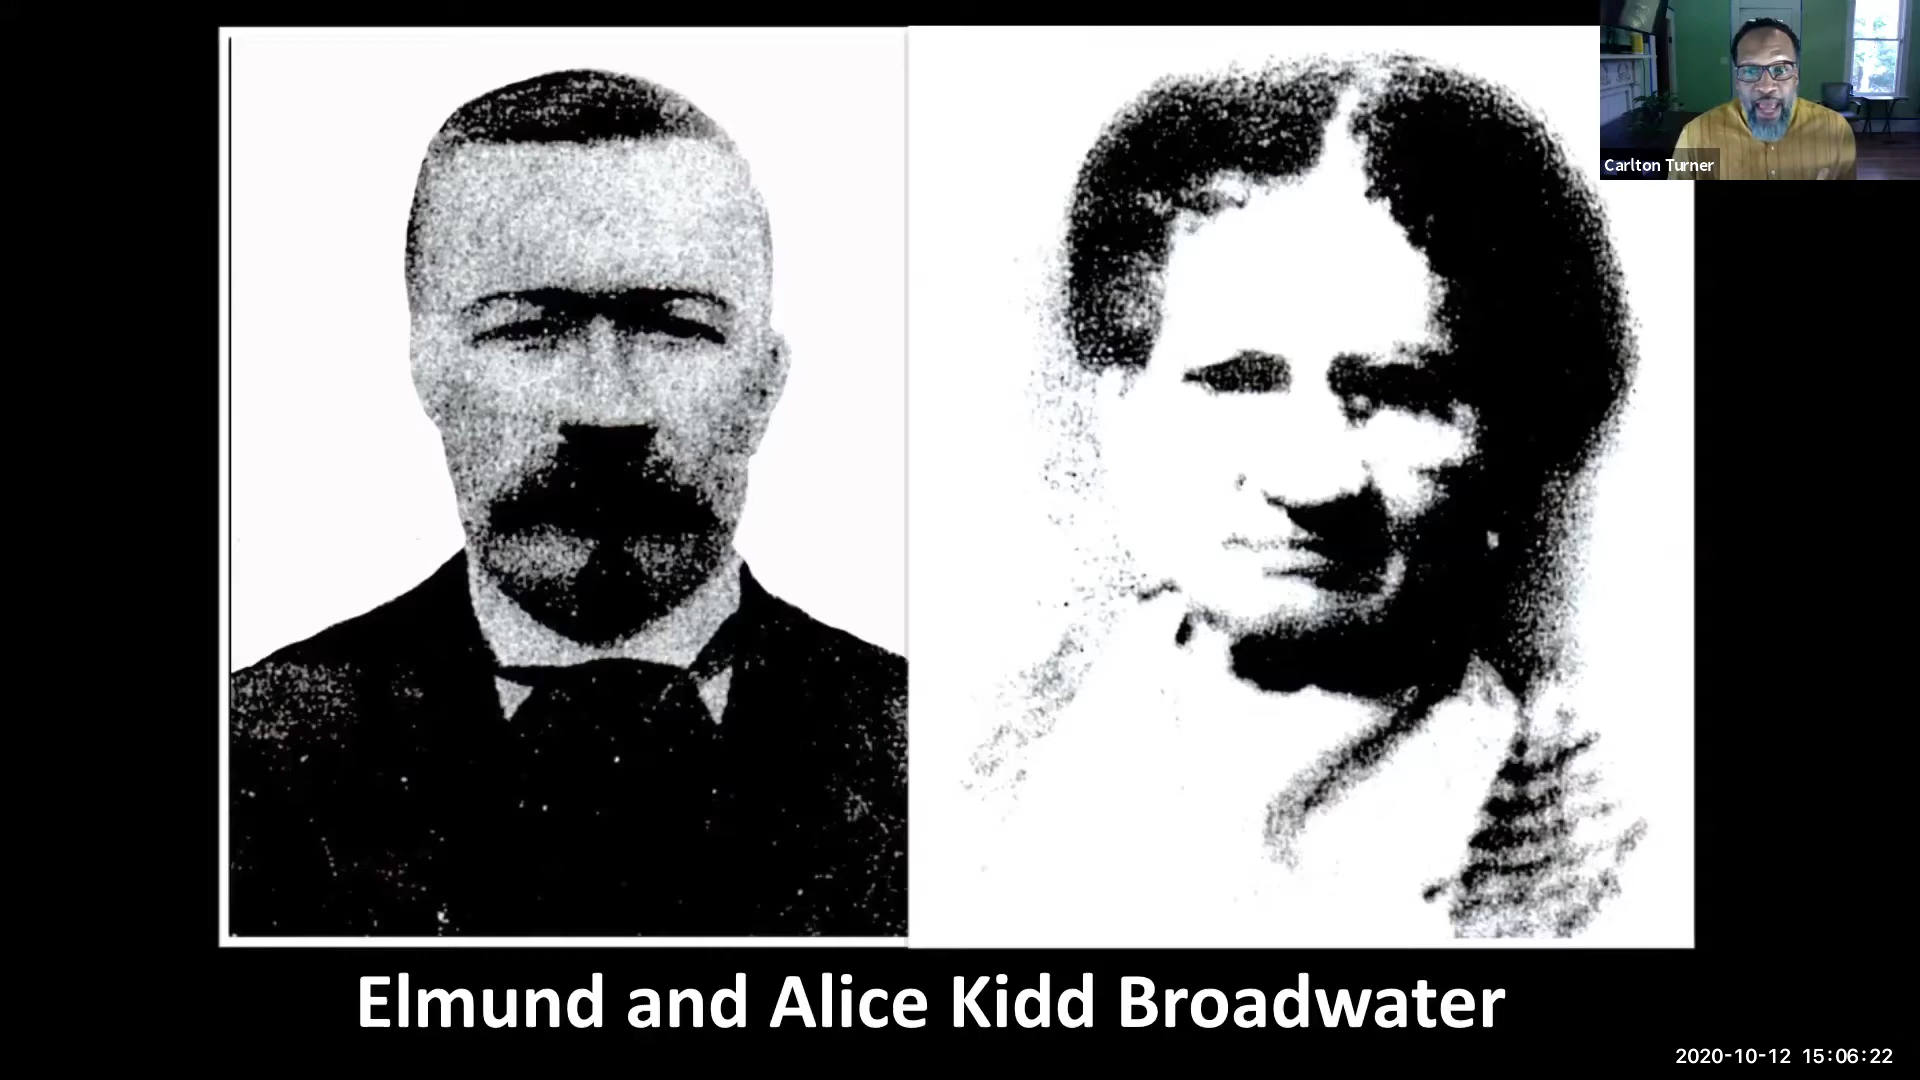 Carlton Turner
Elmund and Alice Kidd Broadwater
2020-10-12 15:06:22